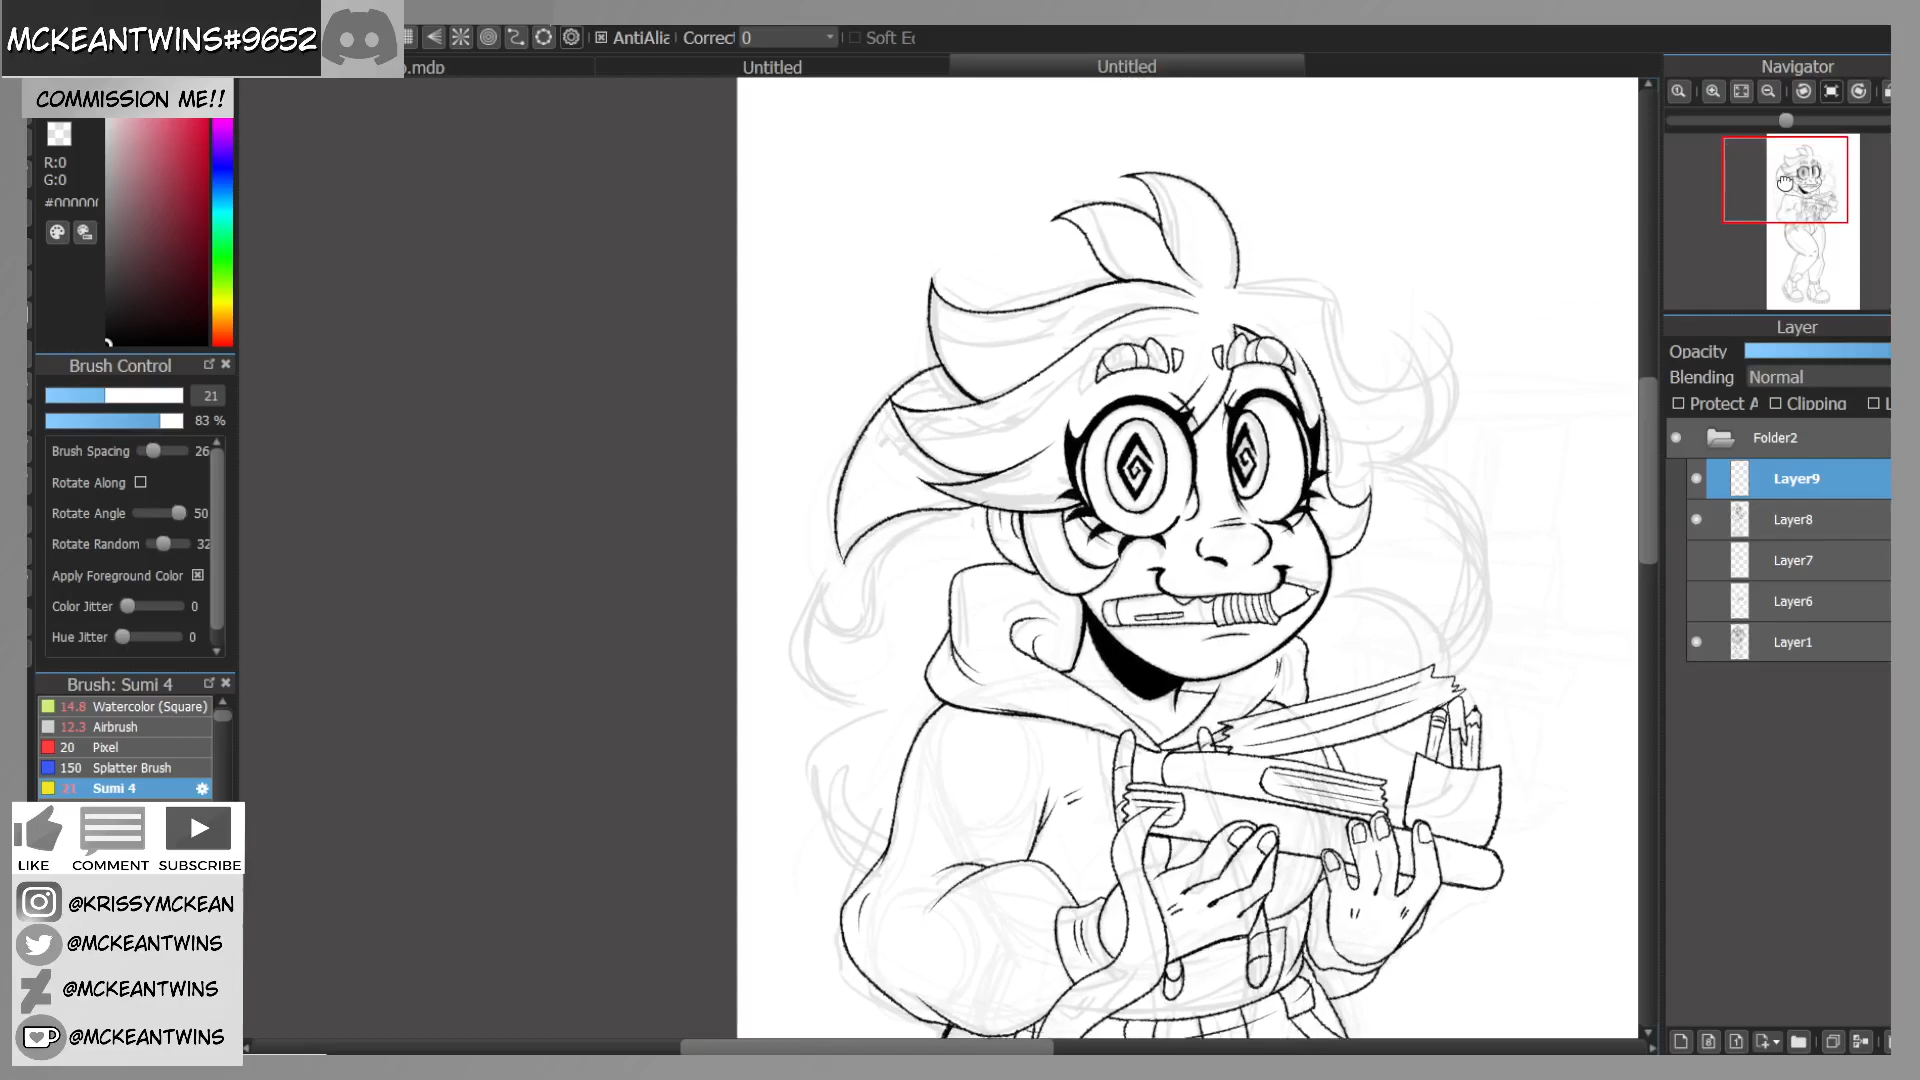 MCKEANTWINS#9652
COMMISSION ME!!
AntiAlia
Correct
0
Soft Ed
.mdp
Untitled
Untitled
R:0
G:0
#000000
Brush Control
21
83 %
Brush Spacing
26
Rotate Along
Rotate Angle
50
Rotate Random
32
Apply Foreground Color
Color Jitter
0
Hue Jitter
0
Brush: Sumi 4
14.8 Watercolor (Square)
12.3 Airbrush
20 Pixel
150 Splatter Brush
21 Sumi 4
LIKE
COMMENT
SUBSCRIBE
@KRISSYMCKEAN
@MCKEANTWINS
@MCKEANTWINS
@MCKEANTWINS
Navigator
Layer
Opacity
Blending
Normal
Protect A
Clipping
L
Folder2
Layer9
Layer8
Layer7
Layer6
Layer1